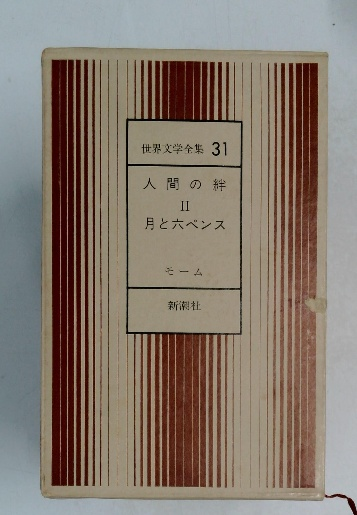 世界文学全集 31
人間の絆
II
月と六ペンス
モーム
新潮社